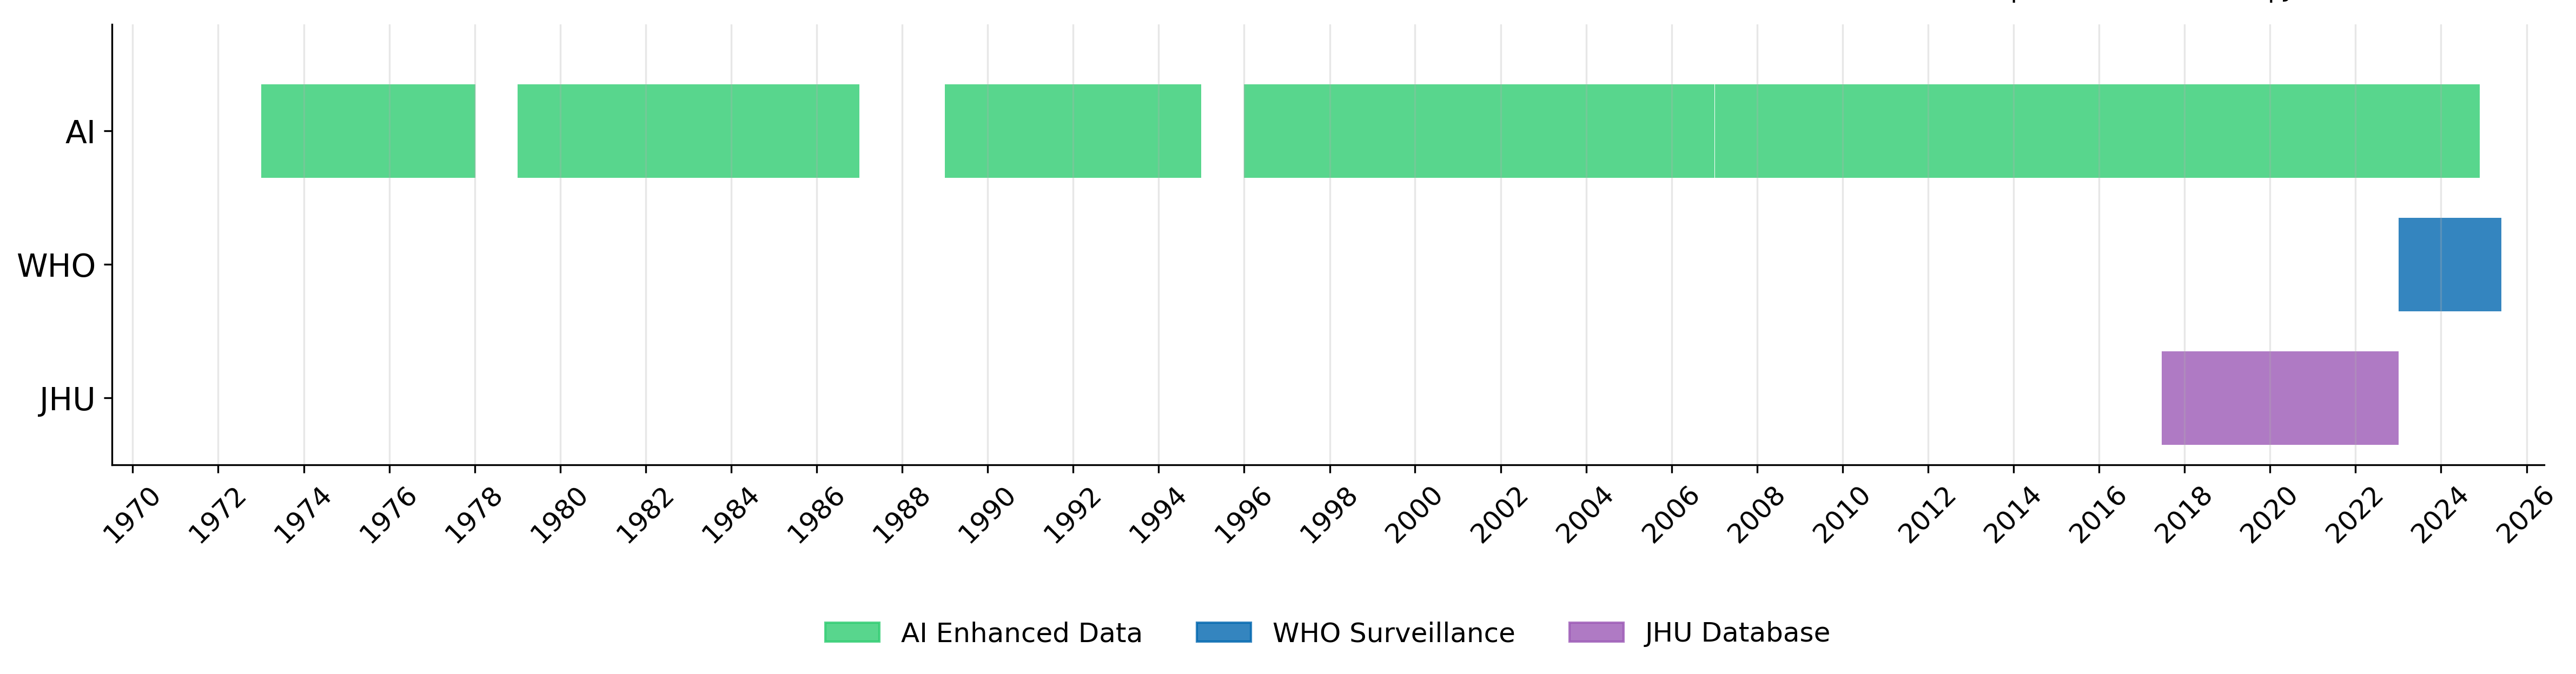 AI
WHO
JHU
1970 1972 1974 1976 1978 1980 1982 1984 1986 1988 1990 1992 1994 1996 1998 2000 2002 2004 2006 2008 2010 2012 2014 2016 2018 2020 2022 2024 2026
AI Enhanced Data WHO Surveillance JHU Database